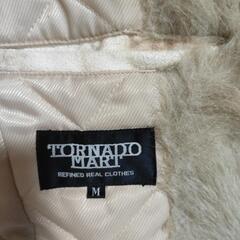 TORNADO
MART
REFINED REAL CLOTHES
M